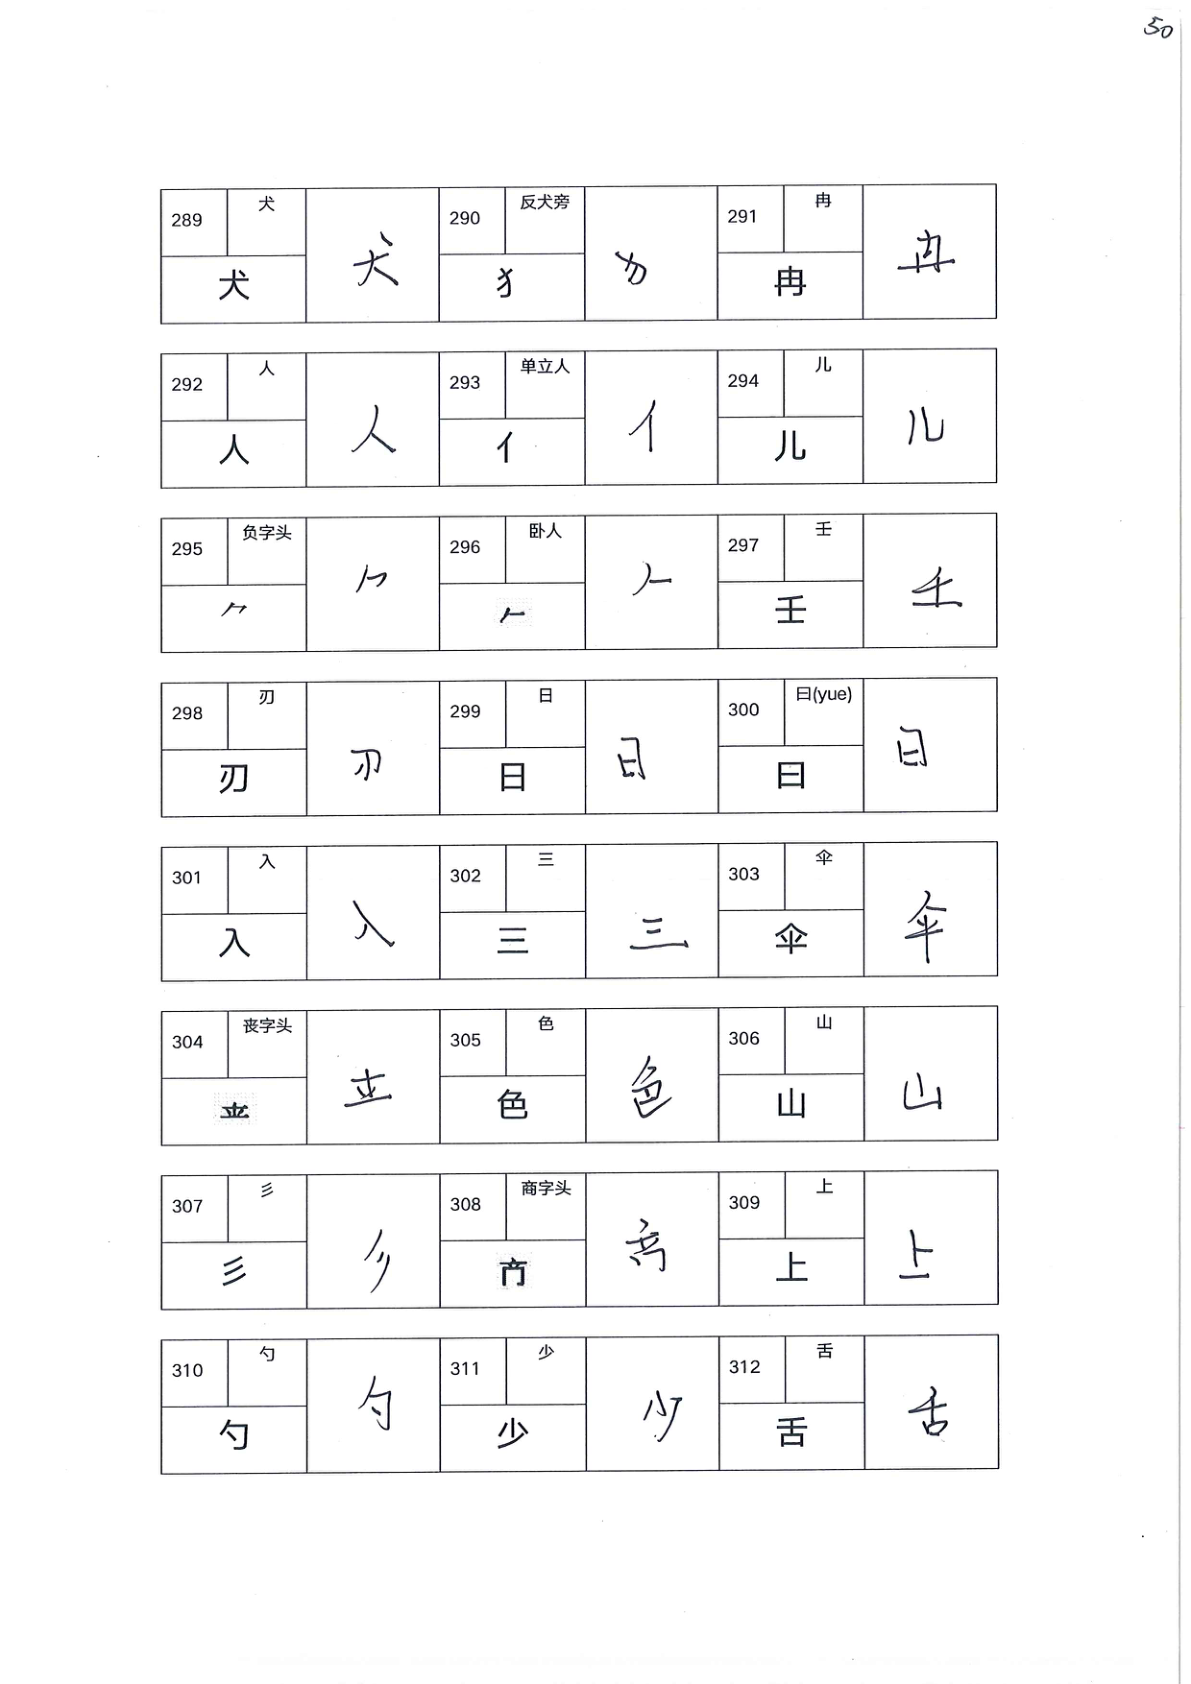 50
289 犬 犬 290 反犬旁 291 冉 冉
犬 犭 冉
292 人 人 293 单立人 亻 294 儿 儿
人 亻 儿
295 负字头 𠂊 296 卧人 𠂉 297 壬 壬
𠂊 𠂉 壬
298 刃 刃 299 日 日 300 曰(yue) 曰
刃 日 曰
301 入 入 302 三 三 303 伞 伞
入 三 伞
304 丧字头 305 色 色 306 山 山
色 山
307 彡 彡 308 商字头 309 上 上
彡 上
310 勺 勺 311 少 少 312 舌 舌
勺 少 舌